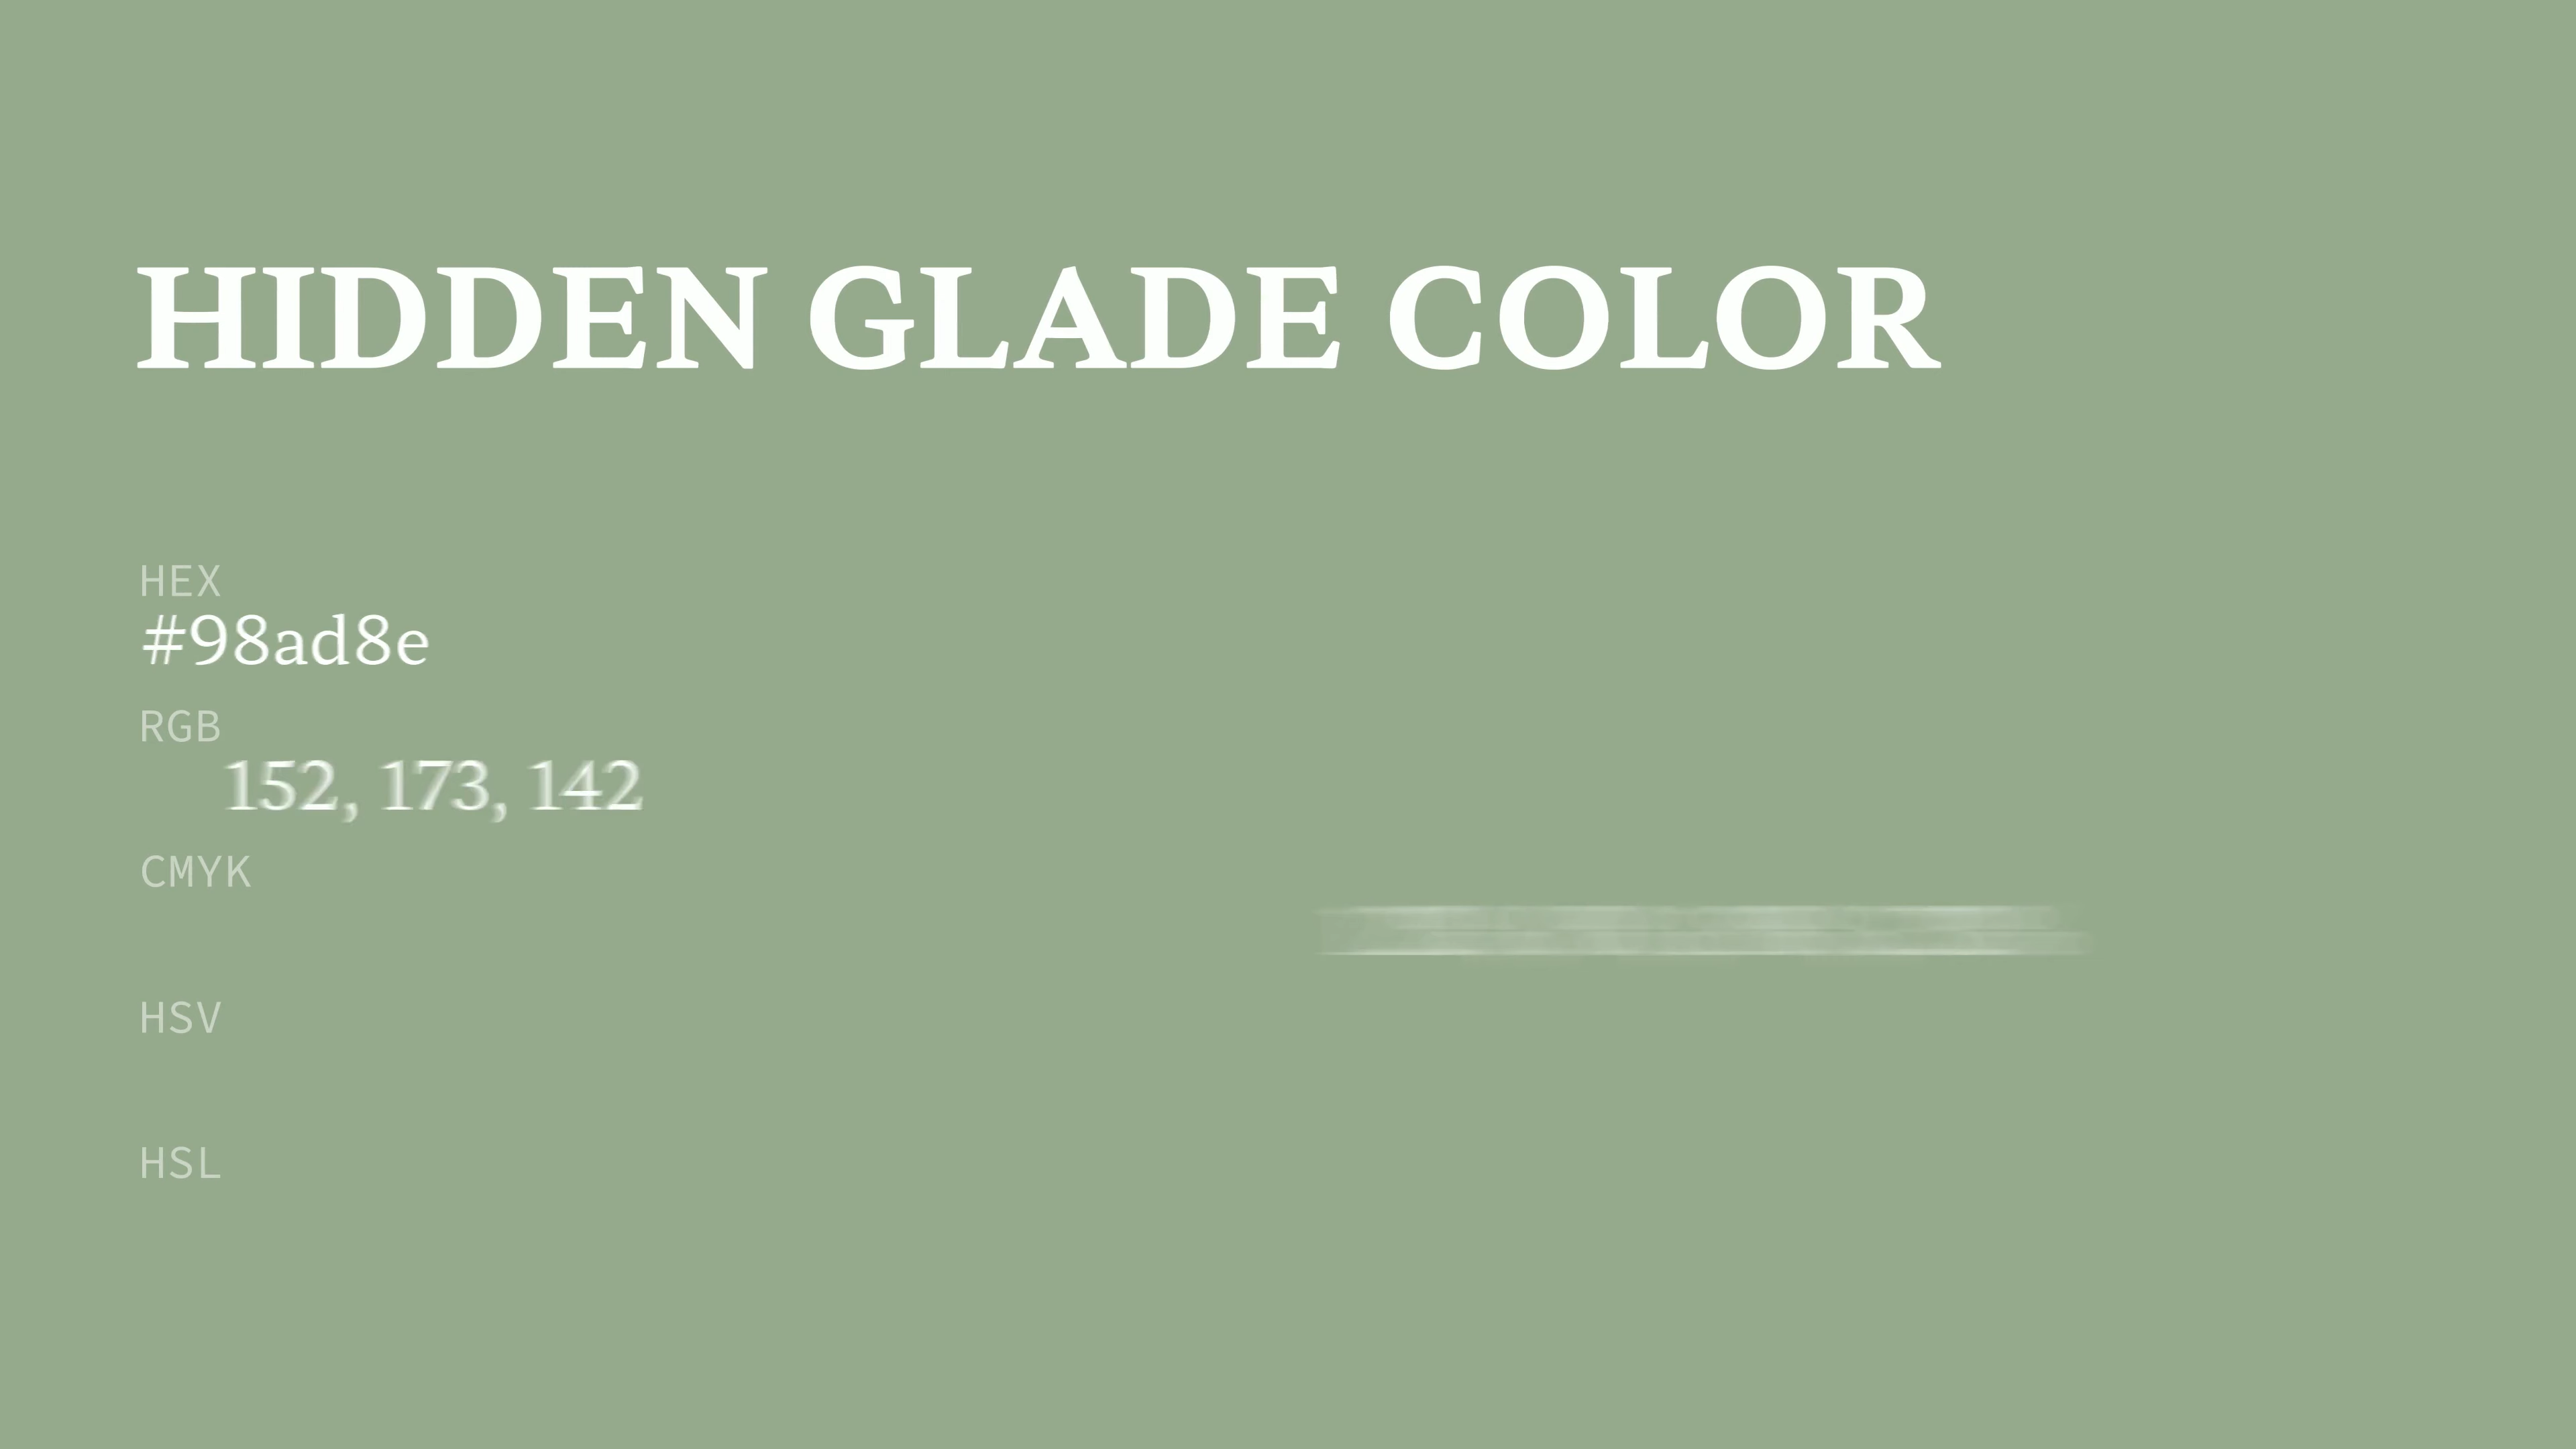 HIDDEN GLADE COLOR
HEX
#98ad8e
RGB
152, 173, 142
CMYK
HSV
HSL